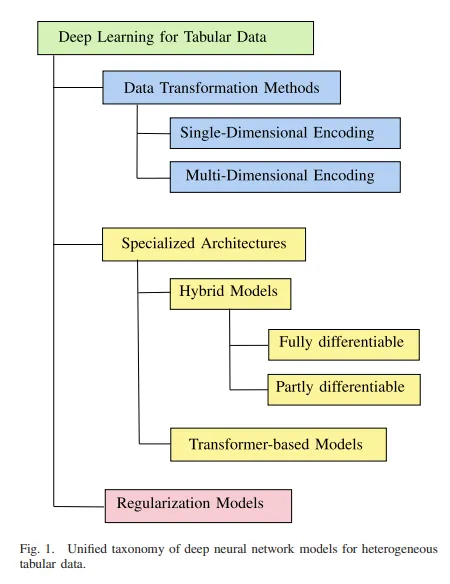 Deep Learning for Tabular Data
Data Transformation Methods
Single-Dimensional Encoding
Multi-Dimensional Encoding
Specialized Architectures
Hybrid Models
Fully differentiable
Partly differentiable
Transformer-based Models
Regularization Models
Fig. 1. Unified taxonomy of deep neural network models for heterogeneous
tabular data.